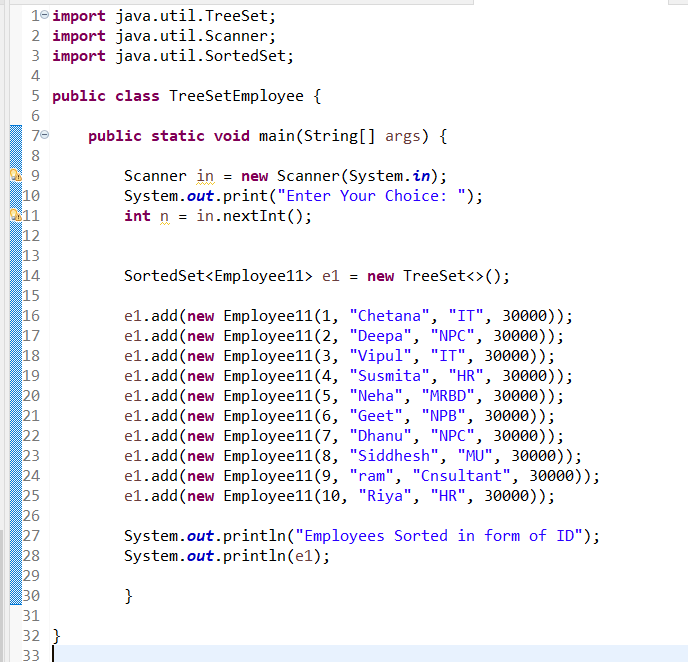 1 import java.util.TreeSet;
2 import java.util.Scanner;
3 import java.util.SortedSet;
4
5 public class TreeSetEmployee {
6
7     public static void main(String[] args) {
8
9         Scanner in = new Scanner(System.in);
10         System.out.print("Enter Your Choice: ");
11         int n = in.nextInt();
12
13
14         SortedSet<Employee11> e1 = new TreeSet<>();
15
16         e1.add(new Employee11(1, "Chetana", "IT", 30000));
17         e1.add(new Employee11(2, "Deepa", "NPC", 30000));
18         e1.add(new Employee11(3, "Vipul", "IT", 30000));
19         e1.add(new Employee11(4, "Susmita", "HR", 30000));
20         e1.add(new Employee11(5, "Neha", "MRBD", 30000));
21         e1.add(new Employee11(6, "Geet", "NPB", 30000));
22         e1.add(new Employee11(7, "Dhanu", "NPC", 30000));
23         e1.add(new Employee11(8, "Siddhesh", "MU", 30000));
24         e1.add(new Employee11(9, "ram", "Cnsultant", 30000));
25         e1.add(new Employee11(10, "Riya", "HR", 30000));
26
27         System.out.println("Employees Sorted in form of ID");
28         System.out.println(e1);
29
30         }
31
32 }
33